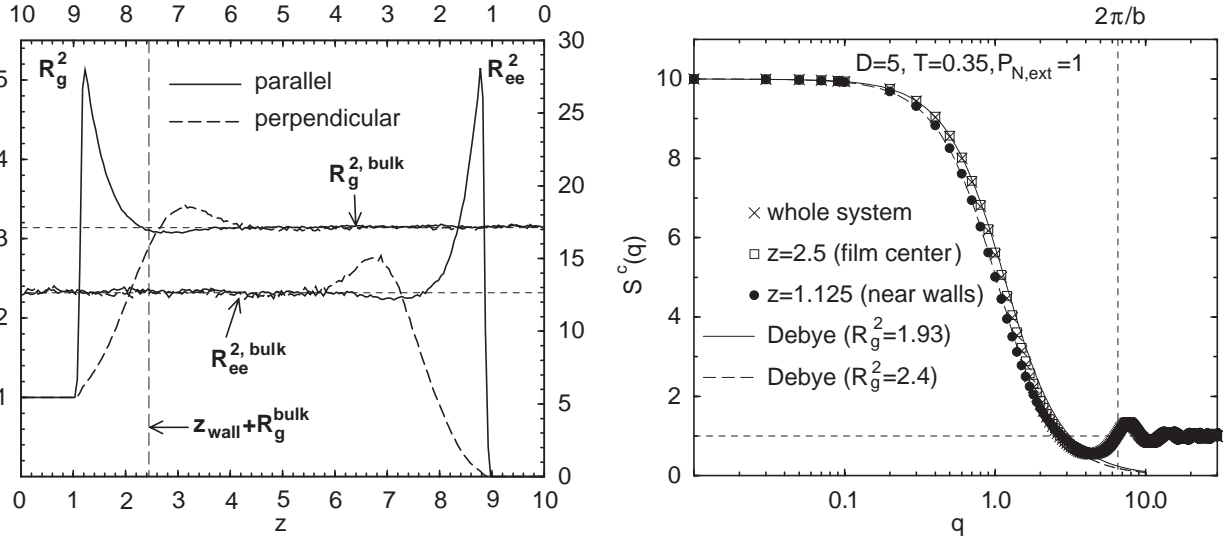 10 9 8 7 6 5 4 3 2 1 0
R_g^2
R_ee^2
parallel
perpendicular
R_g^{2, bulk}
R_ee^{2, bulk}
z_wall+R_g^bulk
5
4
3
2
1
30
25
20
15
10
5
0
0 1 2 3 4 5 6 7 8 9 10
z
2π/b
D=5, T=0.35, P_N,ext=1
whole system
z=2.5 (film center)
z=1.125 (near walls)
Debye (R_g^2=1.93)
Debye (R_g^2=2.4)
S^c(q)
10
8
6
4
2
0
0.1 1.0 10.0
q